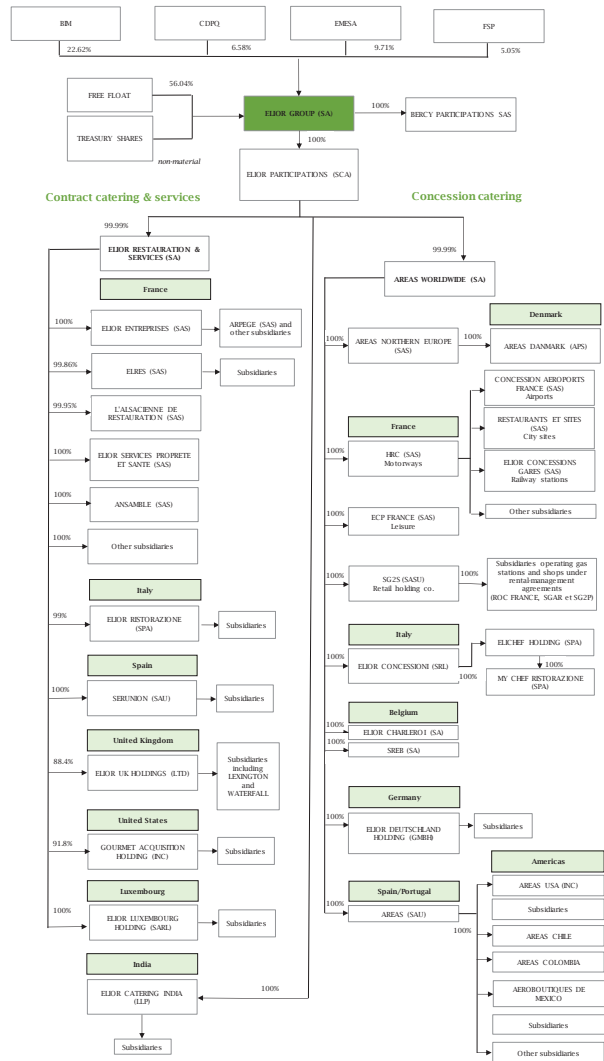 BIM
CDPQ
EMESA
FSP
22.62%
6.58%
9.71%
5.05%
56.04%
FREE FLOAT
TREASURY SHARES
non-material
ELIOR GROUP (SA)
100%
BERCY PARTICIPATIONS SAS
100%
ELIOR PARTICIPATIONS (SCA)
Contract catering & services
Concession catering
99.99%
ELIOR RESTAURATION &
SERVICES (SA)
France
100%
ELIOR ENTREPRISES (SAS)
ARPEGE (SAS) and
other subsidiaries
99.86%
ELRES (SAS)
Subsidiaries
99.95%
L'ALSACIENNE DE
RESTAURATION (SAS)
100%
ELIOR SERVICES PROPRETE
ET SANTE (SAS)
100%
ANSAMBLE (SAS)
100%
Other subsidiaries
Italy
99%
ELIOR RISTORAZIONE
(SPA)
Subsidiaries
Spain
100%
SERUNION (SAU)
Subsidiaries
United Kingdom
88.4%
ELIOR UK HOLDINGS (LTD)
Subsidiaries
including
LEXINGTON
and
WATERFALL
United States
91.8%
GOURMET ACQUISITION
HOLDING (INC)
Subsidiaries
Luxembourg
100%
ELIOR LUXEMBOURG
HOLDING (SARL)
Subsidiaries
India
100%
ELIOR CATERING INDIA
(LLP)
Subsidiaries
99.99%
AREAS WORLDWIDE (SA)
Denmark
100%
AREAS NORTHERN EUROPE
(SAS)
100%
AREAS DANMARK (APS)
France
100%
HRC (SAS)
Motorways
CONCESSION AEROPORTS
FRANCE (SAS)
Airports
RESTAURANTS ET SITES
(SAS)
City sites
ELIOR CONCESSIONS
GARES (SAS)
Railway stations
Other subsidiaries
100%
ECP FRANCE (SAS)
Leisure
100%
SG2S (SASU)
Retail holding co.
100%
Subsidiaries operating gas
stations and shops under
rental-management
agreements
(ROC FRANCE, SGAR et SG2P)
Italy
100%
ELIOR CONCESSIONI (SRL)
100%
ELICHEF HOLDING (SPA)
100%
MY CHEF RISTORAZIONE
(SPA)
Belgium
100%
ELIOR CHARLEROI (SA)
100%
SREB (SA)
Germany
100%
ELIOR DEUTSCHLAND
HOLDING (GMBH)
Subsidiaries
Spain/Portugal
100%
AREAS (SAU)
100%
Americas
AREAS USA (INC)
Subsidiaries
AREAS CHILE
AREAS COLOMBIA
AEROBOUTIQUES DE
MEXICO
Subsidiaries
Other subsidiaries